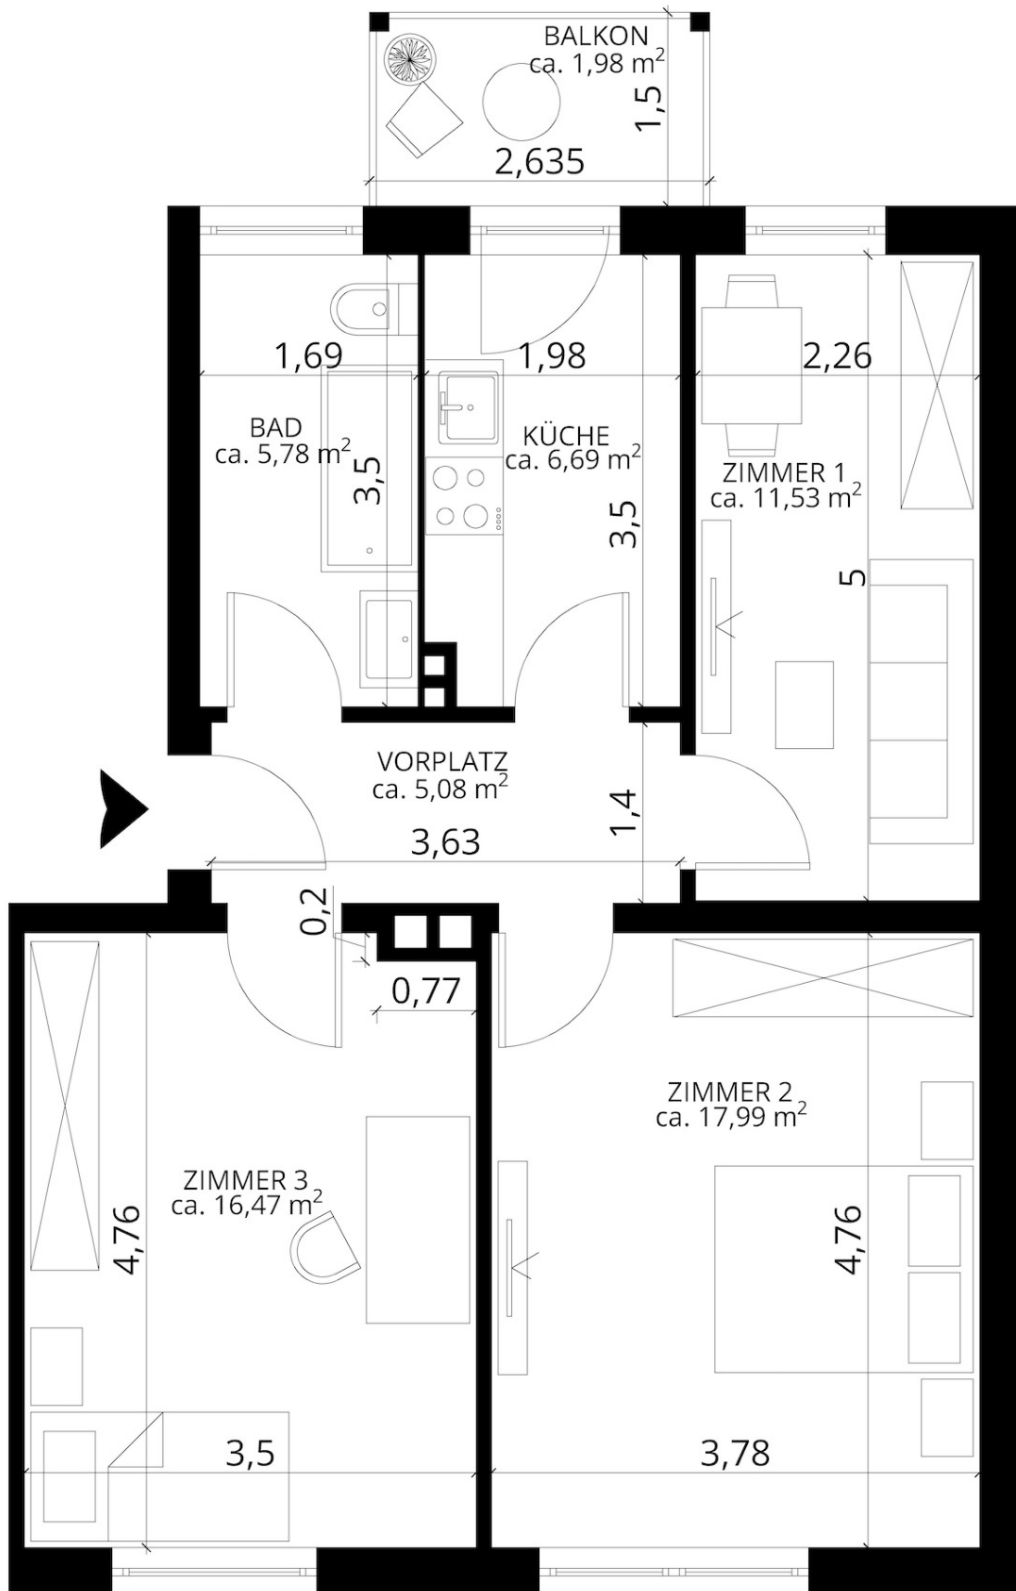 BALKON
ca. 1,98 m²
1,5
2,635
1,69
1,98
2,26
BAD
ca. 5,78 m²
3,5
KÜCHE
ca. 6,69 m²
3,5
ZIMMER 1
ca. 11,53 m²
5
VORPLATZ
ca. 5,08 m²
1,4
3,63
0,2
0,77
ZIMMER 2
ca. 17,99 m²
ZIMMER 3
ca. 16,47 m²
4,76
4,76
3,5
3,78